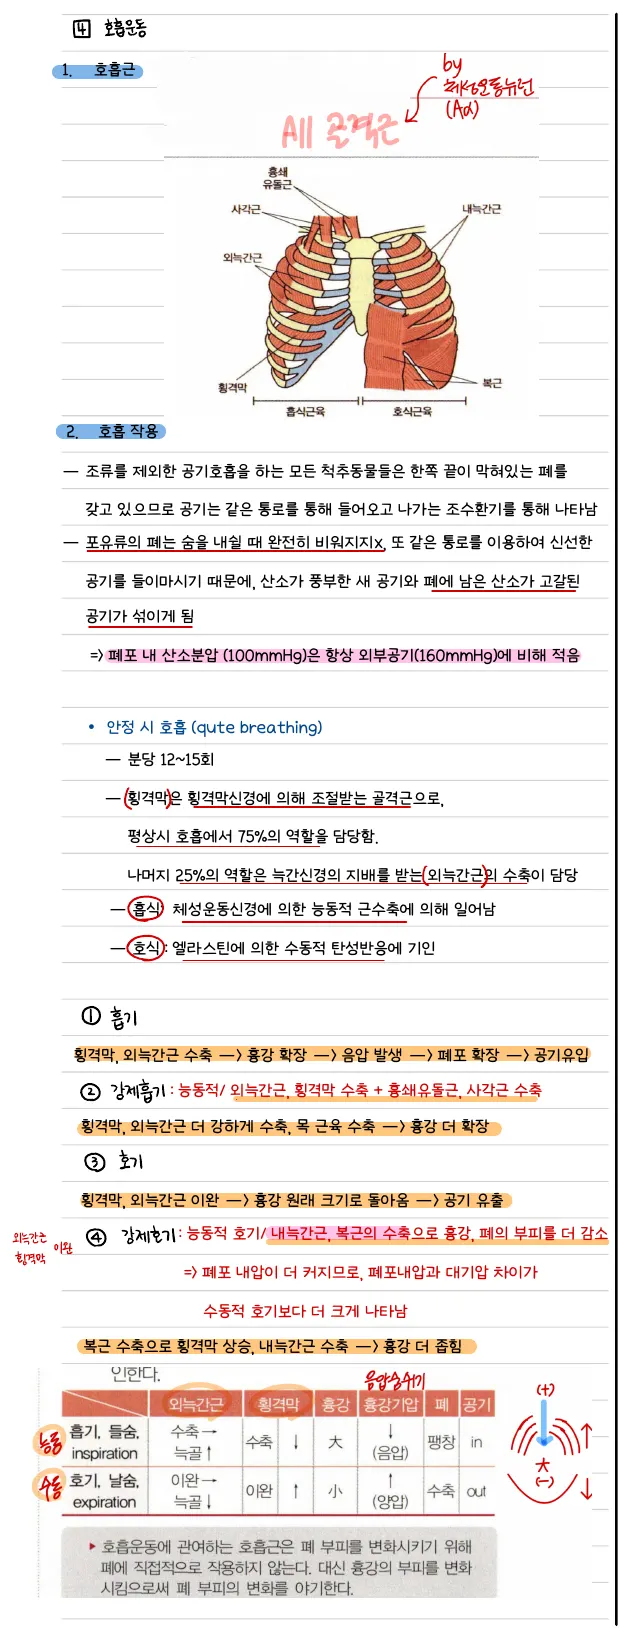 4 호흡운동
1. 호흡근
by
체성운동뉴런
(Aα)
All 골격근
흉쇄
유돌근
사각근
내늑간근
외늑간근
횡격막
복근
흡식근육
호식근육
2. 호흡 작용
— 조류를 제외한 공기호흡을 하는 모든 척추동물들은 한쪽 끝이 막혀있는 폐를
갖고 있으므로 공기는 같은 통로를 통해 들어오고 나가는 조수환기를 통해 나타남
— 포유류의 폐는 숨을 내쉴 때 완전히 비워지지x, 또 같은 통로를 이용하여 신선한
공기를 들이마시기 때문에, 산소가 풍부한 새 공기와 폐에 남은 산소가 고갈된
공기가 섞이게 됨
=> 폐포 내 산소분압 (100mmHg)은 항상 외부공기(160mmHg)에 비해 적음
• 안정 시 호흡 (qute breathing)
— 분당 12~15회
— (횡격막)은 횡격막신경에 의해 조절받는 골격근으로,
평상시 호흡에서 75%의 역할을 담당함.
나머지 25%의 역할은 늑간신경의 지배를 받는 (외늑간근)의 수축이 담당
— 흡식: 체성운동신경에 의한 능동적 근수축에 의해 일어남
— 호식 : 엘라스틴에 의한 수동적 탄성반응에 기인
① 흡기
횡격막, 외늑간근 수축 —> 흉강 확장 —> 음압 발생 —> 폐포 확장 —> 공기유입
② 강제흡기 : 능동적/ 외늑간근, 횡격막 수축 + 흉쇄유돌근, 사각근 수축
횡격막, 외늑간근 더 강하게 수축, 목 근육 수축 —> 흉강 더 확장
③ 호기
횡격막, 외늑간근 이완 —> 흉강 원래 크기로 돌아옴 —> 공기 유출
외늑간근
횡격막 이완
④ 강제호기 : 능동적 호기/ 내늑간근, 복근의 수축으로 흉강, 폐의 부피를 더 감소
=> 폐포 내압이 더 커지므로, 폐포내압과 대기압 차이가
수동적 호기보다 더 크게 나타남
복근 수축으로 횡격막 상승, 내늑간근 수축 —> 흉강 더 좁힘
인한다.
음압숨쉬기
외늑간근 횡격막 흉강 흉강기압 폐 공기
능동 흡기, 들숨, inspiration 수축→ 늑골↑ 수축 ↓ 大 ↓ (음압) 팽창 in
수동 호기, 날숨, expiration 이완→ 늑골↓ 이완 ↑ 小 ↑ (양압) 수축 out
(+)
↑
大
(−)
↓
▶ 호흡운동에 관여하는 호흡근은 폐 부피를 변화시키기 위해
폐에 직접적으로 작용하지 않는다. 대신 흉강의 부피를 변화
시킴으로써 폐 부피의 변화를 야기한다.